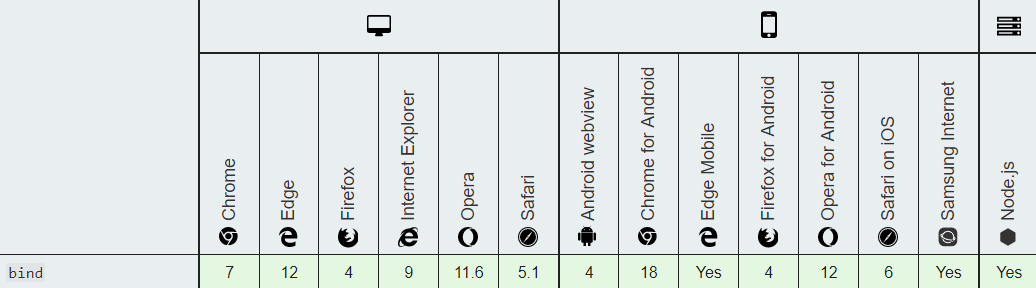 Chrome
Edge
Firefox
Internet Explorer
Opera
Safari
Android webview
Chrome for Android
Edge Mobile
Firefox for Android
Opera for Android
Safari on iOS
Samsung Internet
Node.js
bind 7 12 4 9 11.6 5.1 4 18 Yes 4 12 6 Yes Yes